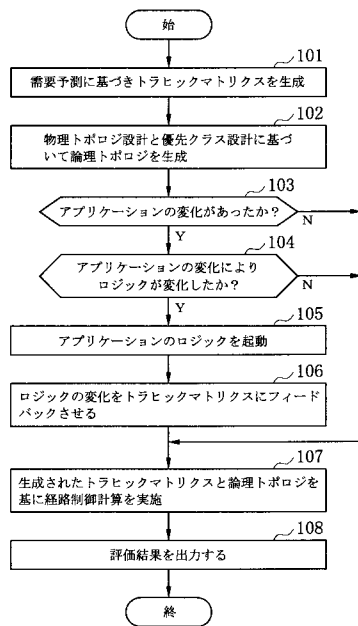 始
101
需要予測に基づきトラヒックマトリクスを生成
102
物理トポロジ設計と優先クラス設計に基づ
いて論理トポロジを生成
103
アプリケーションの変化があったか？
N
Y
104
アプリケーションの変化により
ロジックが変化したか？
N
Y
105
アプリケーションのロジックを起動
106
ロジックの変化をトラヒックマトリクスにフィード
バックさせる
107
生成されたトラヒックマトリクスと論理トポロジを
基に経路制御計算を実施
108
評価結果を出力する
終